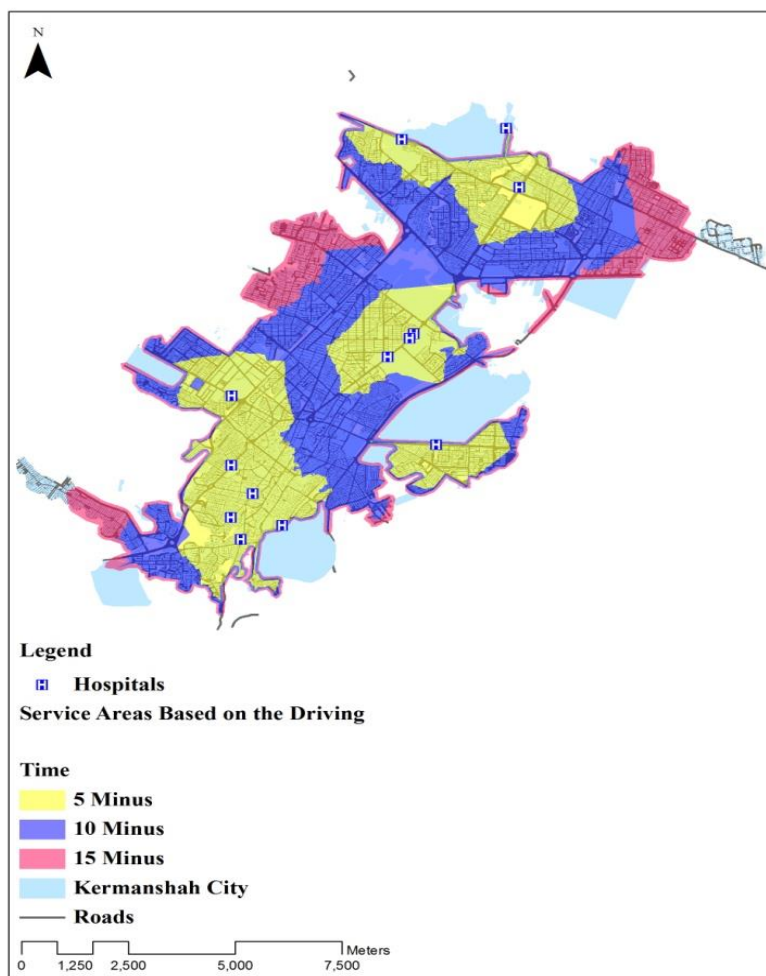 N
H
H
H
H
H
H
H
H
H
H
H
H
H
H
Legend
H Hospitals
Service Areas Based on the Driving
Time
5 Minus
10 Minus
15 Minus
Kermanshah City
Roads
Meters
0 1,250 2,500 5,000 7,500